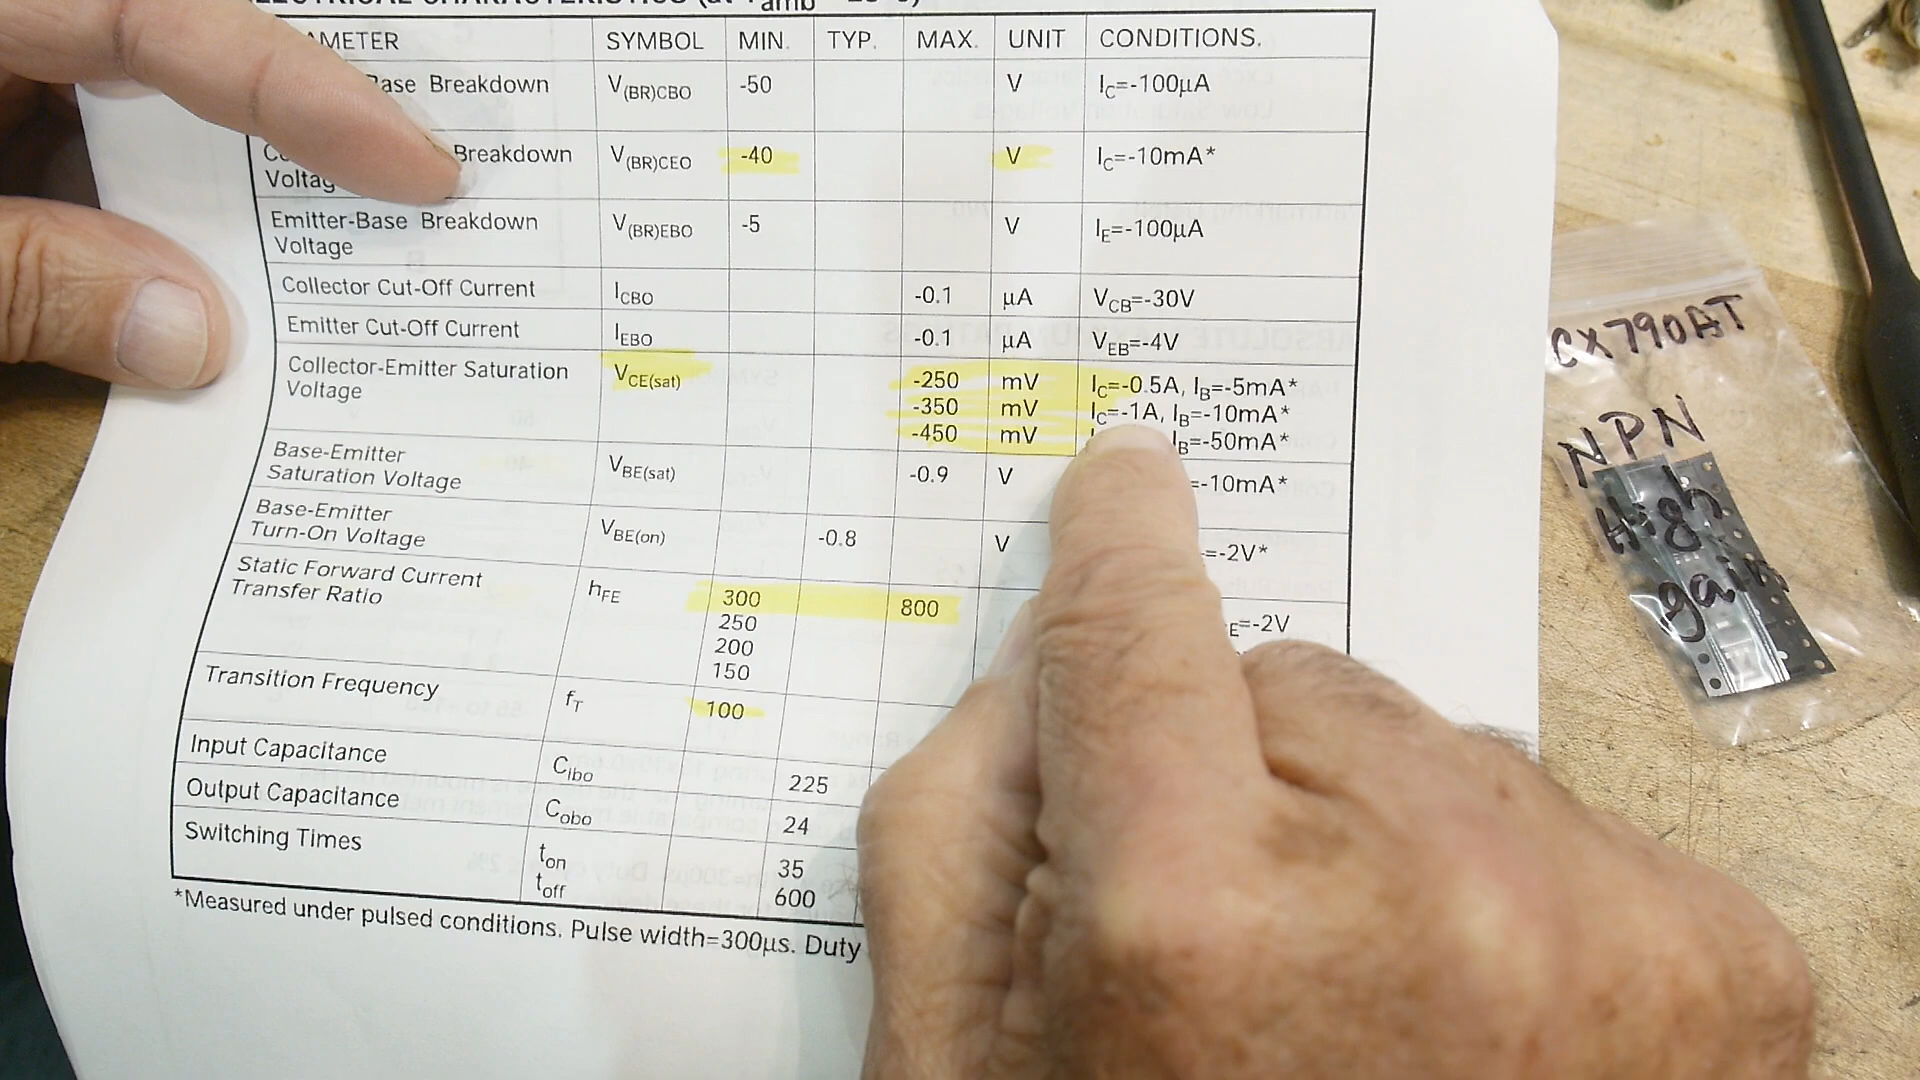 PARAMETER SYMBOL MIN. TYP. MAX. UNIT CONDITIONS.
Base Breakdown V(BR)CBO -50 V IC=-100µA
Breakdown V(BR)CEO -40 V IC=-10mA*
Voltag
Emitter-Base Breakdown V(BR)EBO -5 V IE=-100µA
Voltage
Collector Cut-Off Current ICBO -0.1 µA VCB=-30V
Emitter Cut-Off Current IEBO -0.1 µA VEB=-4V
Collector-Emitter Saturation VCE(sat) -250 mV IC=-0.5A, IB=-5mA*
Voltage -350 mV IC=-1A, IB=-10mA*
-450 mV IB=-50mA*
Base-Emitter VBE(sat) -0.9 V =-10mA*
Saturation Voltage
Base-Emitter VBE(on) -0.8 V =-2V*
Turn-On Voltage
Static Forward Current hFE 300 800 E=-2V
Transfer Ratio 250
200
150
Transition Frequency fT 100
Input Capacitance Cibo 225
Output Capacitance Cobo 24
Switching Times ton 35
toff 600
*Measured under pulsed conditions. Pulse width=300µs. Duty
CX790AT
NPN
High
gain